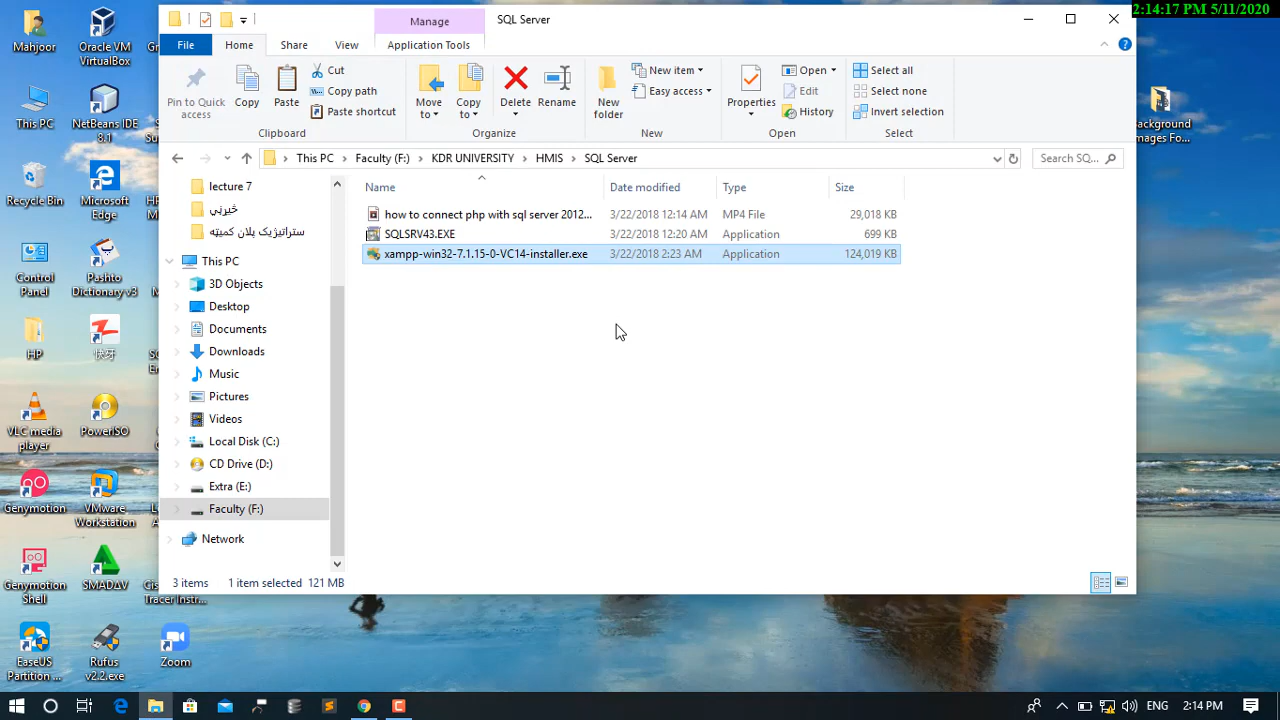 2:14:17 PM 5/11/2020
Manage
SQL Server
File
Home
Share
View
Application Tools
Pin to Quick access
Copy
Paste
Cut
Copy path
Paste shortcut
Clipboard
Move to
Copy to
Delete
Rename
Organize
New folder
New item
Easy access
New
Properties
Open
Edit
History
Open
Select all
Select none
Invert selection
Select
This PC
Faculty (F:)
KDR UNIVERSITY
HMIS
SQL Server
Search SQ...
Name
Date modified
Type
Size
how to connect php with sql server 2012...
3/22/2018 12:14 AM
MP4 File
29,018 KB
SQLSRV43.EXE
3/22/2018 12:20 AM
Application
699 KB
xampp-win32-7.1.15-0-VC14-installer.exe
3/22/2018 2:23 AM
Application
124,019 KB
lecture 7
څیړنې
ستراتیژیک پلان کمیټه
This PC
3D Objects
Desktop
Documents
Downloads
Music
Pictures
Videos
Local Disk (C:)
CD Drive (D:)
Extra (E:)
Faculty (F:)
Network
3 items
1 item selected
121 MB
Mahjoor
Oracle VM VirtualBox
This PC
NetBeans IDE 8.1
Recycle Bin
Microsoft Edge
Control Panel
Pashto Dictionary v3
HP
快牙
VLC media player
PowerISO
Genymotion
VMware Workstation
Genymotion Shell
SMADΔV
Tracer Instr...
EaseUS Partition ...
Rufus v2.2.exe
Zoom
Background Images Fo...
ENG
2:14 PM